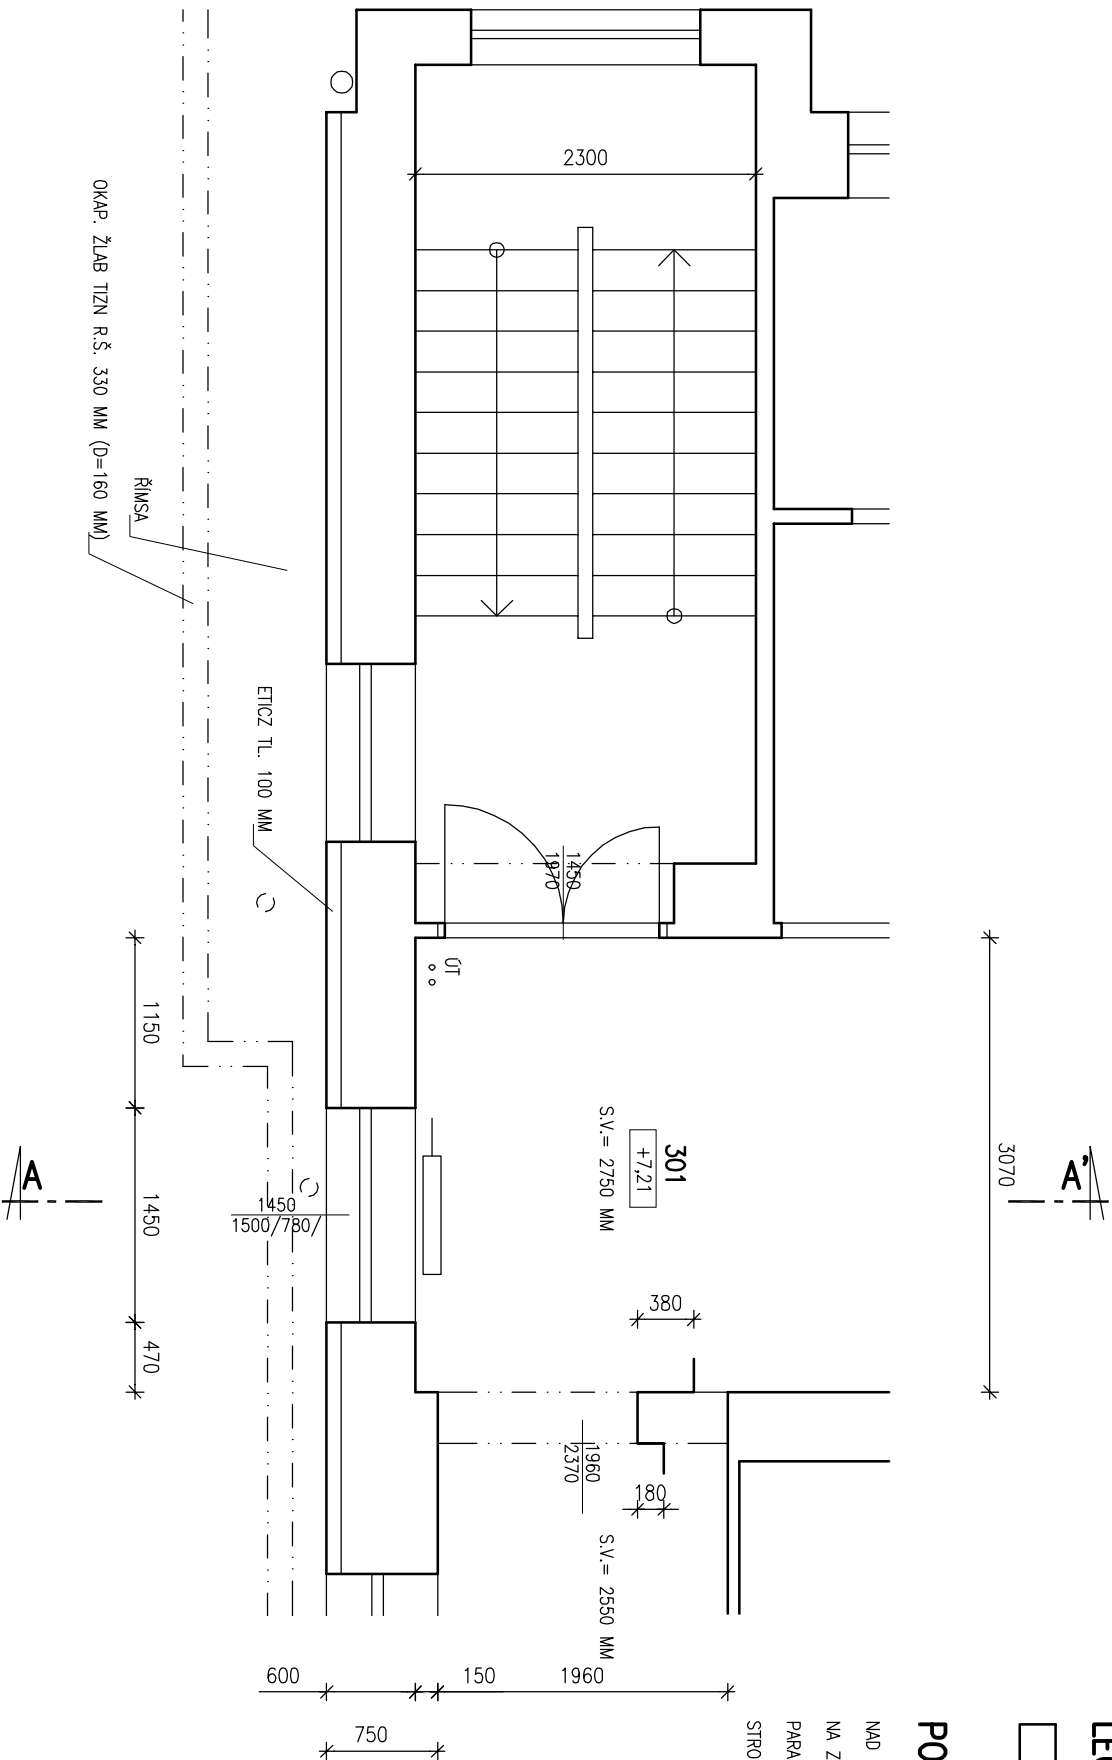 2300
OKAP. ŽLAB TIZN R.Š. 330 MM (D=160 MM)
ŘÍMSA
ETICZ TL. 100 MM
1450
1970
ÚT
1150
1450
470
3070
A
A'
301
+7,21
S.V.= 2750 MM
1450
1500/780/
380
1960
2370
180
S.V.= 2550 MM
600
150
1960
750
NAD
NA Z
PARA
STRO
PO